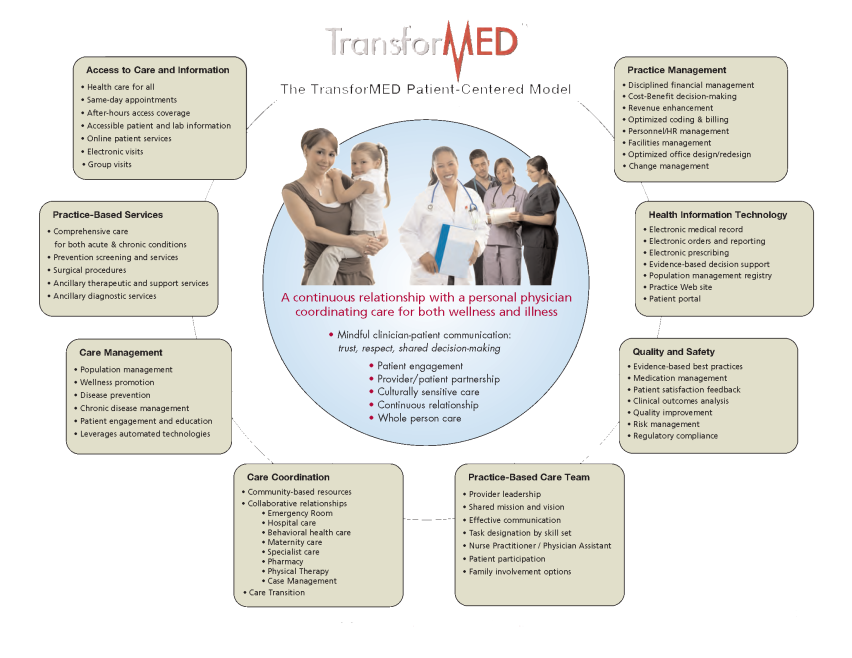 TransforMED
The TransforMED Patient-Centered Model
Access to Care and Information
• Health care for all
• Same-day appointments
• After-hours access coverage
• Accessible patient and lab information
• Online patient services
• Electronic visits
• Group visits
Practice-Based Services
• Comprehensive care
for both acute & chronic conditions
• Prevention screening and services
• Surgical procedures
• Ancillary therapeutic and support services
• Ancillary diagnostic services
Care Management
• Population management
• Wellness promotion
• Disease prevention
• Chronic disease management
• Patient engagement and education
• Leverages automated technologies
Care Coordination
• Community-based resources
• Collaborative relationships
• Emergency Room
• Hospital care
• Behavioral health care
• Maternity care
• Specialist care
• Pharmacy
• Physical Therapy
• Case Management
• Care Transition
A continuous relationship with a personal physician
coordinating care for both wellness and illness
• Mindful clinician-patient communication:
trust, respect, shared decision-making
• Patient engagement
• Provider/patient partnership
• Culturally sensitive care
• Continuous relationship
• Whole person care
Practice-Based Care Team
• Provider leadership
• Shared mission and vision
• Effective communication
• Task designation by skill set
• Nurse Practitioner / Physician Assistant
• Patient participation
• Family involvement options
Practice Management
• Disciplined financial management
• Cost-Benefit decision-making
• Revenue enhancement
• Optimized coding & billing
• Personnel/HR management
• Facilities management
• Optimized office design/redesign
• Change management
Health Information Technology
• Electronic medical record
• Electronic orders and reporting
• Electronic prescribing
• Evidence-based decision support
• Population management registry
• Practice Web site
• Patient portal
Quality and Safety
• Evidence-based best practices
• Medication management
• Patient satisfaction feedback
• Clinical outcomes analysis
• Quality improvement
• Risk management
• Regulatory compliance